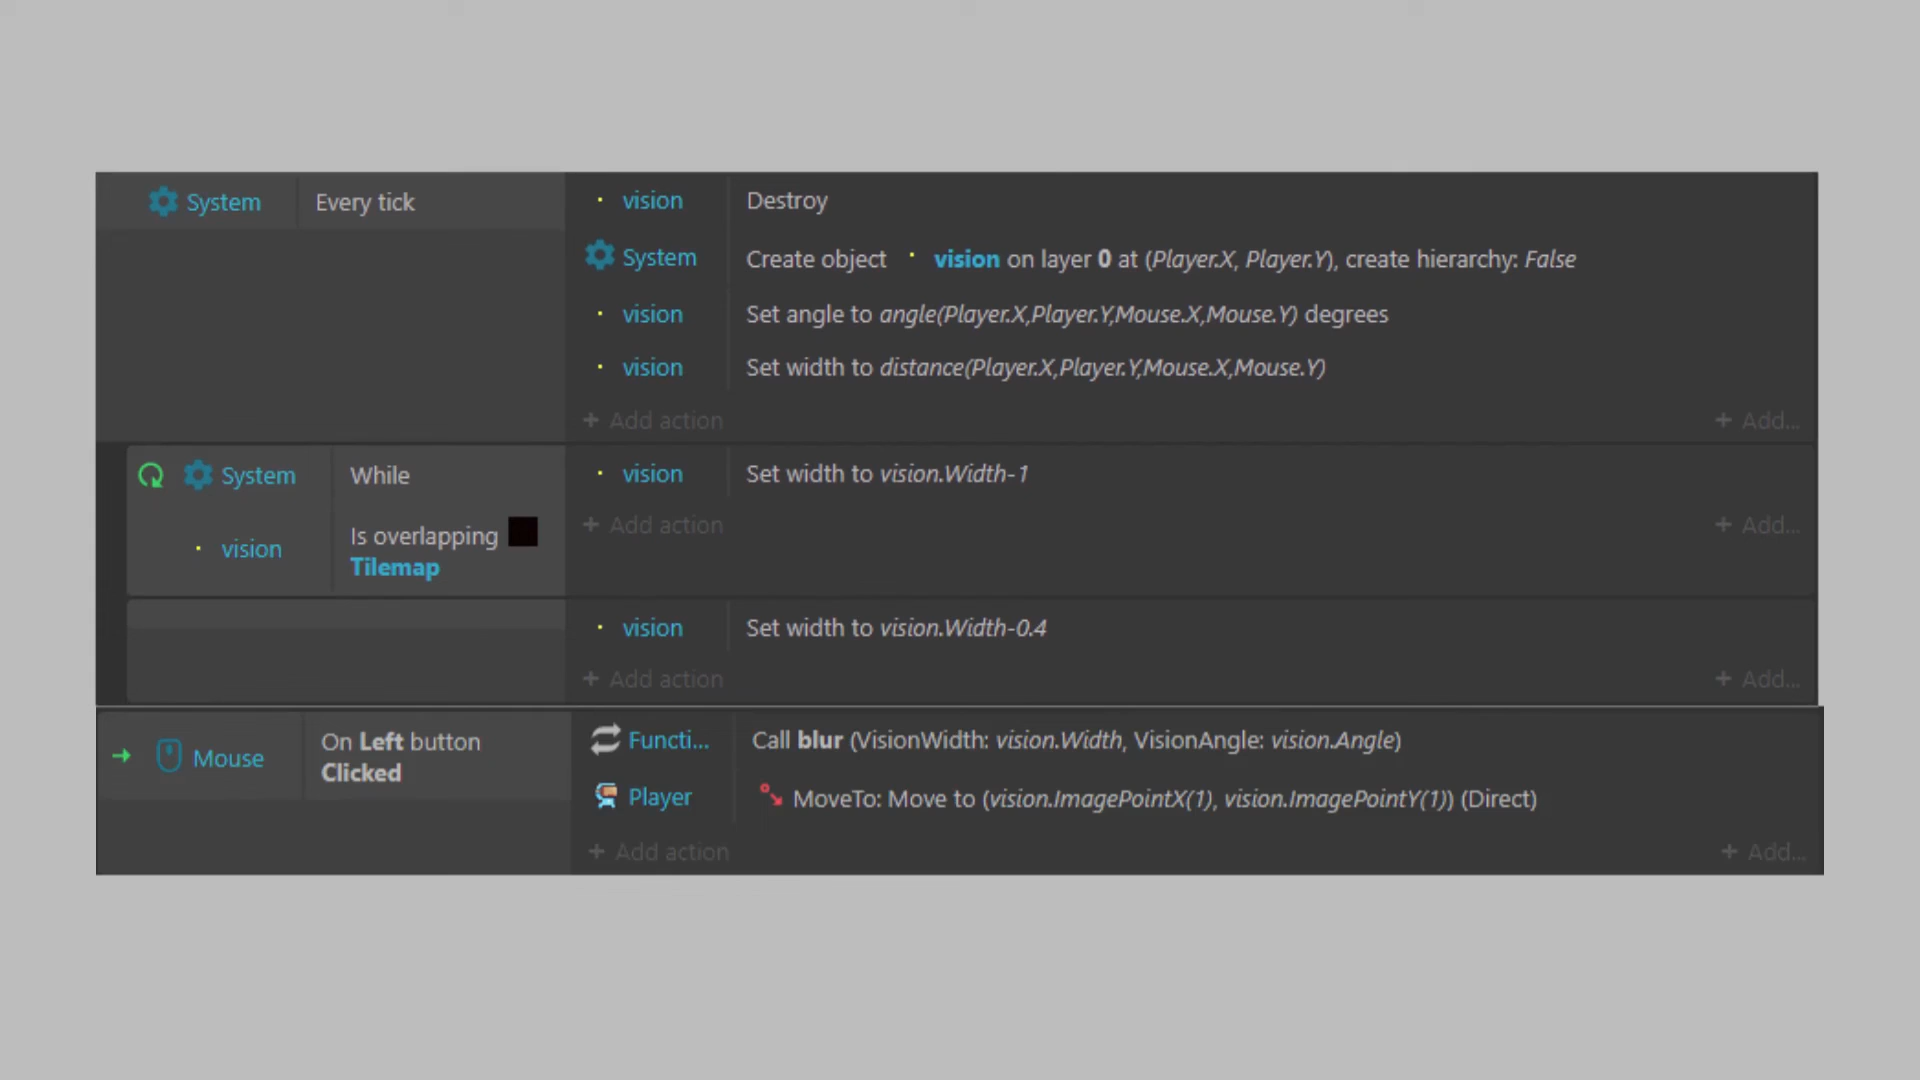 System Every tick vision Destroy
System Create object vision on layer 0 at (Player.X, Player.Y), create hierarchy: False
vision Set angle to angle(Player.X,Player.Y,Mouse.X,Mouse.Y) degrees
vision Set width to distance(Player.X,Player.Y,Mouse.X,Mouse.Y)
+ Add action + Add...
System While vision Set width to vision.Width-1
+ Add action + Add...
vision Is overlapping
Tilemap
vision Set width to vision.Width-0.4
+ Add action + Add...
Mouse On Left button
Clicked
Functi... Call blur (VisionWidth: vision.Width, VisionAngle: vision.Angle)
Player MoveTo: Move to (vision.ImagePointX(1), vision.ImagePointY(1)) (Direct)
+ Add action + Add...